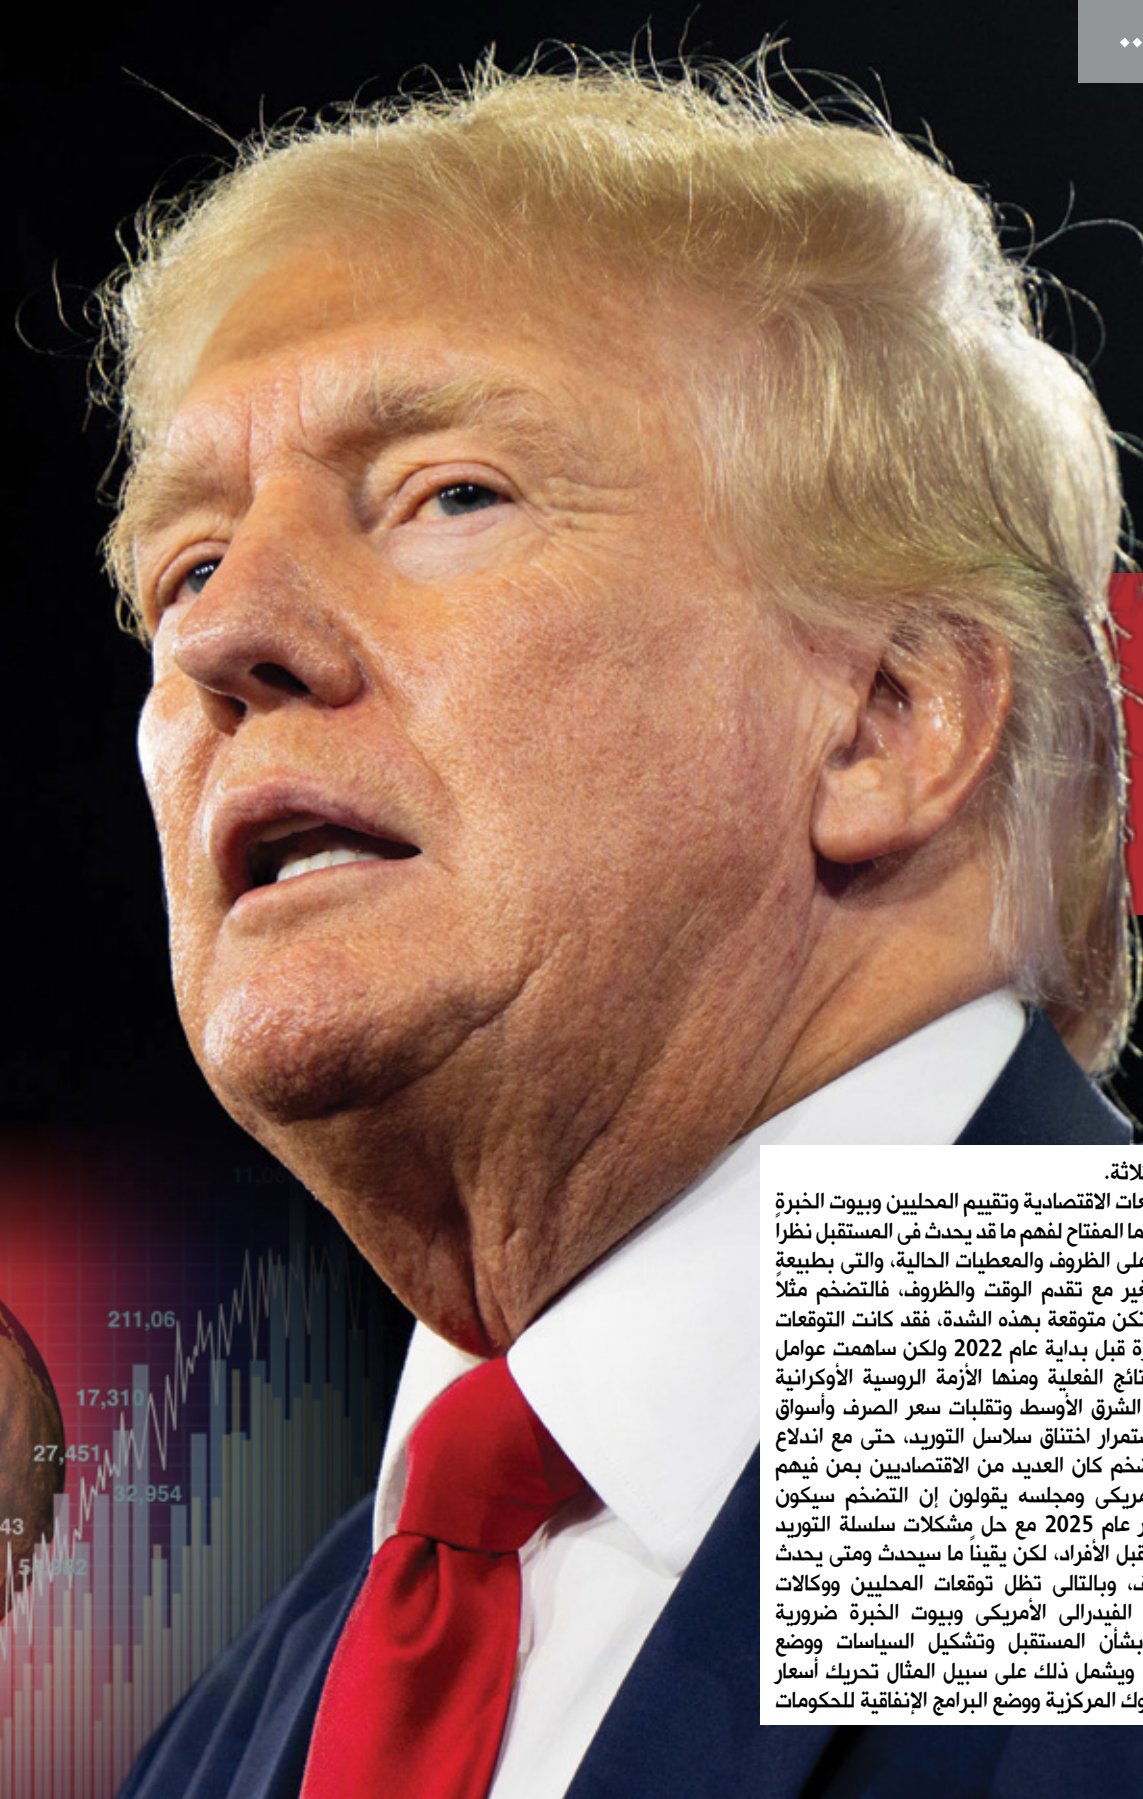 لاثة.
عات الاقتصادية وتقييم المحليين وبيوت الخبرة
ما المفتاح لفهم ما قد يحدث فى المستقبل نظراً
على الظروف والمعطيات الحالية، والتى بطبيعة
غير مع تقدم الوقت والظروف، فالتضخم مثلاً
تكن متوقعة بهذه الشدة، فقد كانت التوقعات
رة قبل بداية عام 2022 ولكن ساهمت عوامل
تائج الفعلية ومنها الأزمة الروسية الأوكرانية
الشرق الأوسط وتقلبات سعر الصرف وأسواق
ستمرار اختناق سلاسل التوريد، حتى مع اندلاع
ضخم كان العديد من الاقتصاديين بمن فيهم
مريكى ومجلسه يقولون إن التضخم سيكون
ر عام 2025 مع حل مشكلات سلسلة التوريد
قبل الأفراد، لكن يقيناً ما سيحدث ومتى يحدث
ـف، وبالتالى تظل توقعات المحليين ووكالات
الفيدرالى الأمريكى وبيوت الخبرة ضرورية
بشأن المستقبل وتشكيل السياسات ووضع
ويشمل ذلك على سبيل المثال تحريك أسعار
وك المركزية ووضع البرامج الإنفاقية للحكومات
211,06
17,310
27,451
32,954
43